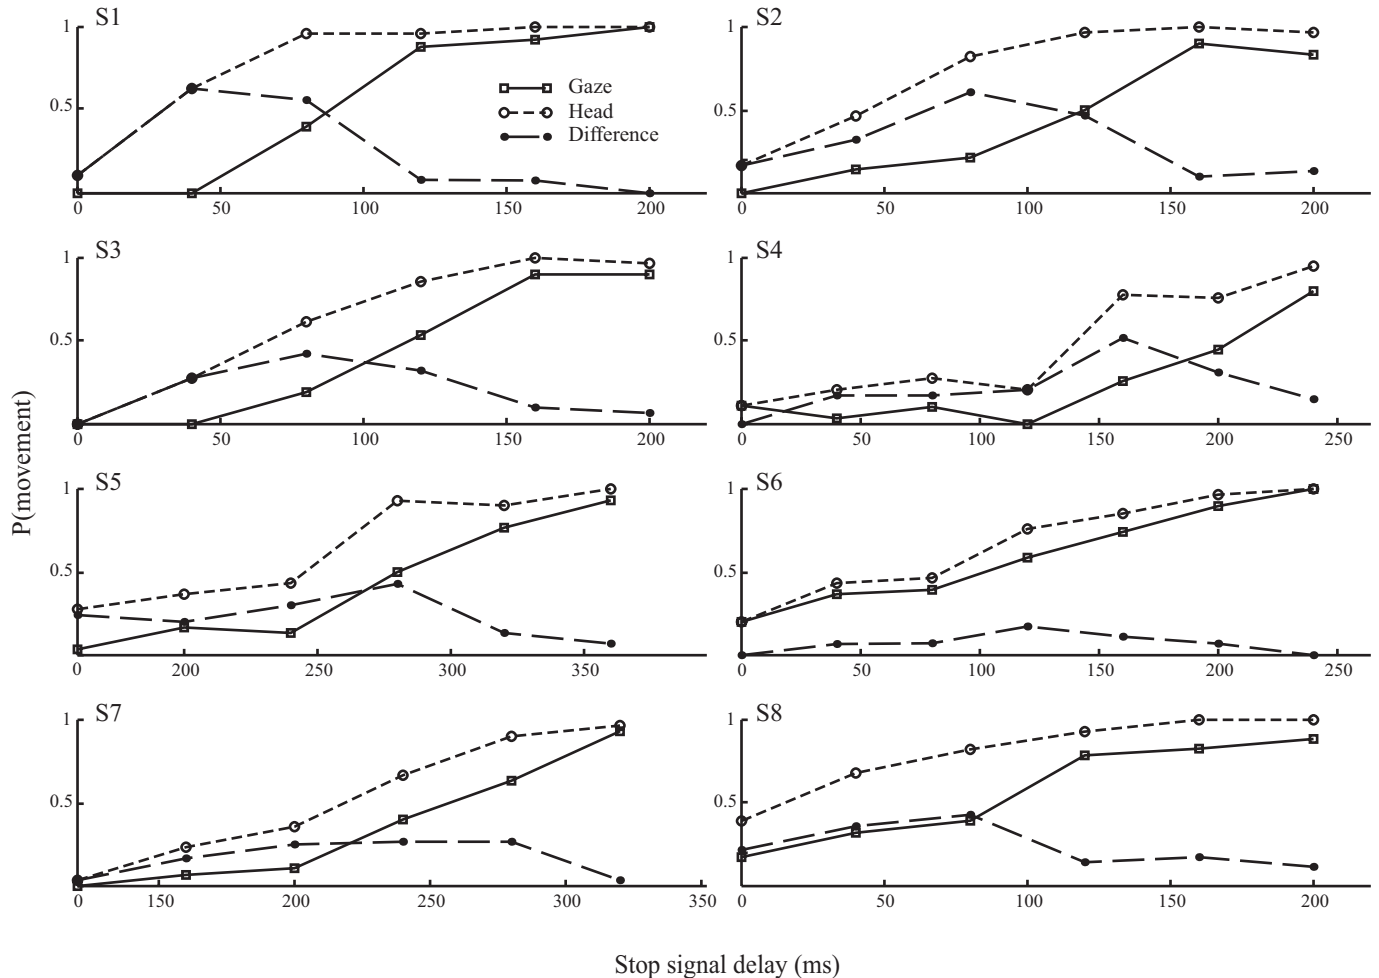 S1
1
0.5
0 50 100 150 200
Gaze
Head
Difference
S2
1
0.5
0 50 100 150 200
S3
1
0.5
0 50 100 150 200
S4
1
0.5
0 50 100 150 200 250
P(movement)
S5
1
0.5
0 200 250 300 350
S6
1
0.5
0 50 100 150 200 250
S7
1
0.5
0 150 200 250 300 350
S8
1
0.5
0 50 100 150 200
Stop signal delay (ms)